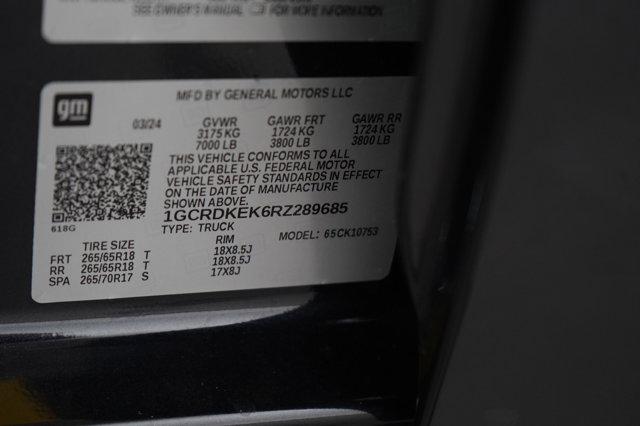 SEE OWNER'S MANUAL FOR MORE INFORMATION
gm
MFD BY GENERAL MOTORS LLC
03/24 GVWR GAWR FRT GAWR RR
3175 KG 1724 KG 1724 KG
7000 LB 3800 LB 3800 LB
THIS VEHICLE CONFORMS TO ALL
APPLICABLE U.S. FEDERAL MOTOR
VEHICLE SAFETY STANDARDS IN EFFECT
ON THE DATE OF MANUFACTURE
SHOWN ABOVE.
1GCRDKEK6RZ289685
618G
TYPE: TRUCK MODEL: 65CK10753
TIRE SIZE RIM
FRT 265/65R18 T 18X8.5J
RR 265/65R18 T 18X8.5J
SPA 265/70R17 S 17X8J